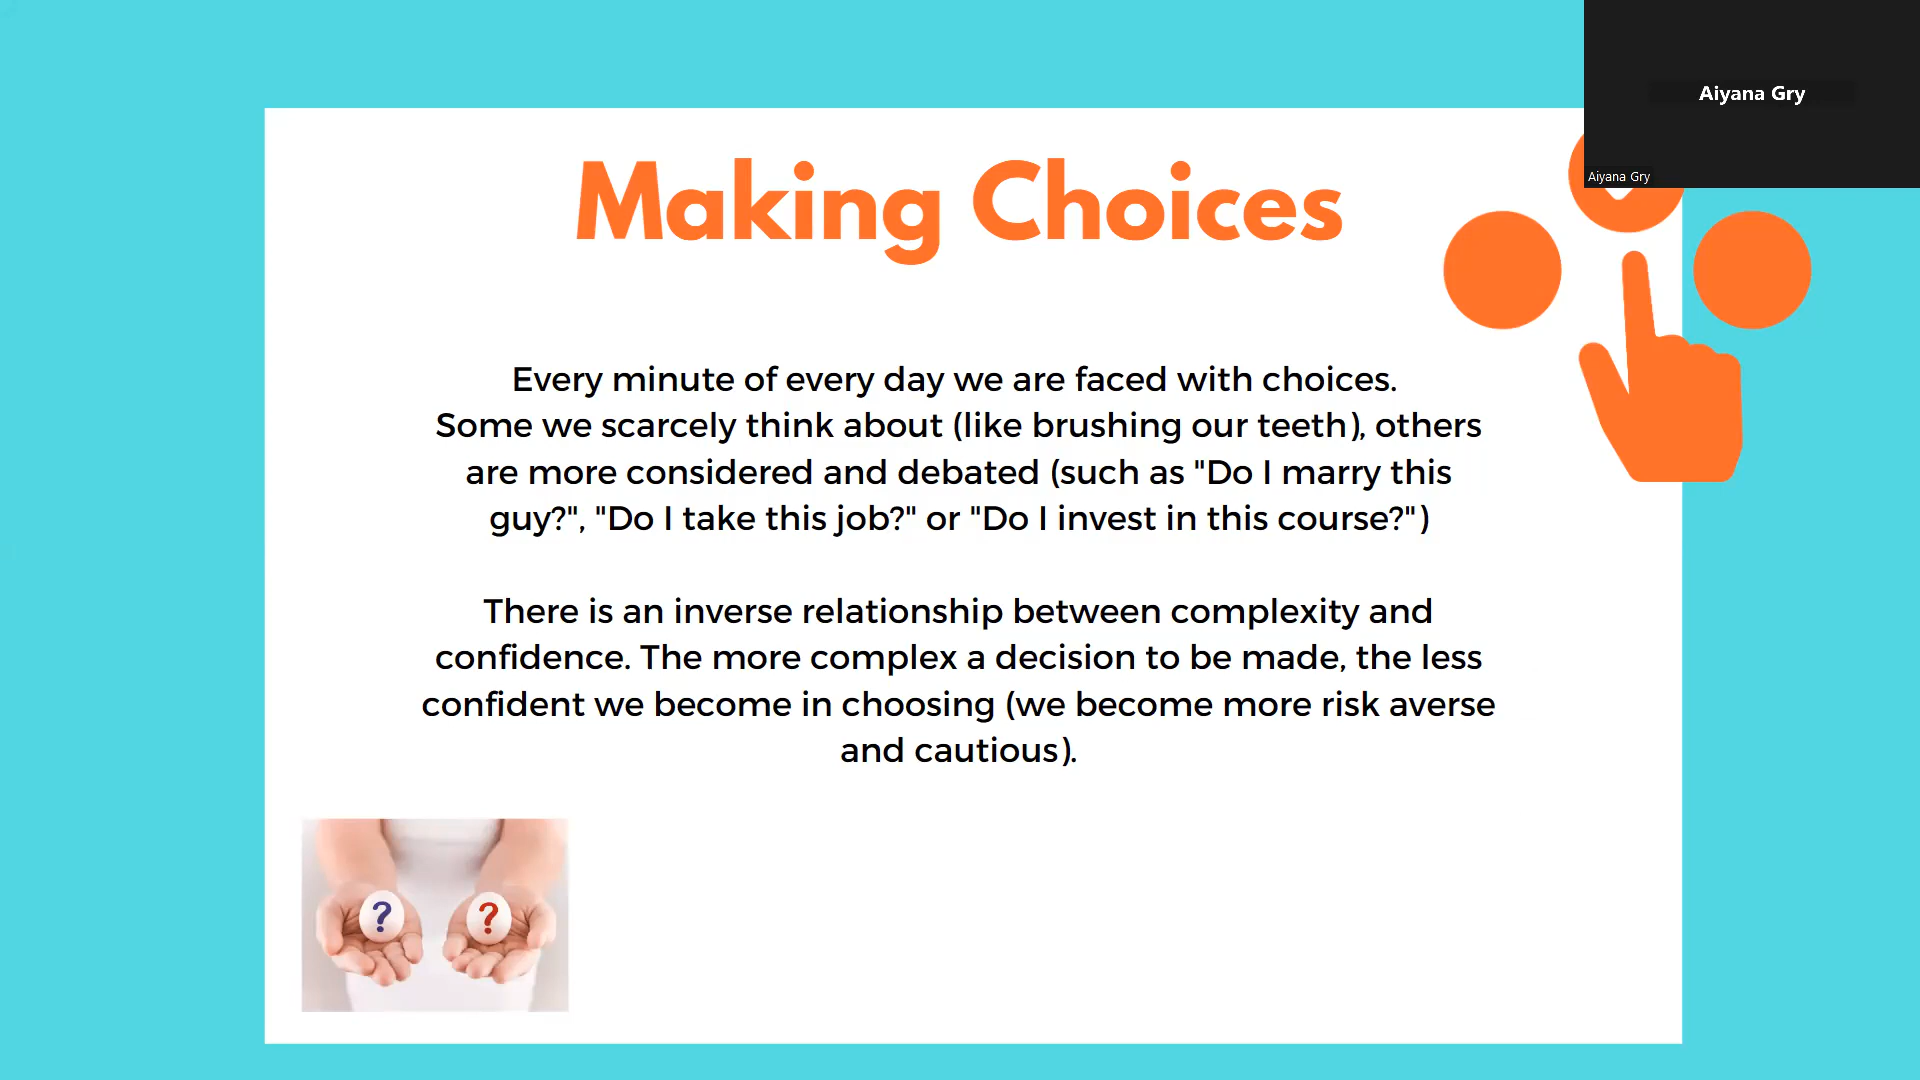 Aiyana Gry
Aiyana Gry
Making Choices
Every minute of every day we are faced with choices.
Some we scarcely think about (like brushing our teeth), others
are more considered and debated (such as "Do I marry this
guy?", "Do I take this job?" or "Do I invest in this course?")
There is an inverse relationship between complexity and
confidence. The more complex a decision to be made, the less
confident we become in choosing (we become more risk averse
and cautious).
? ?